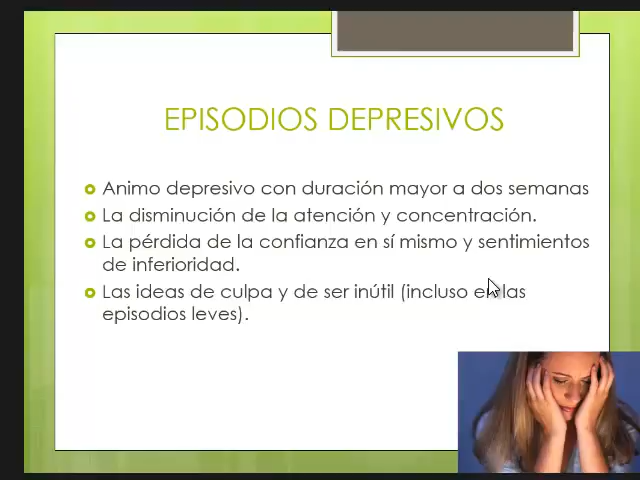 EPISODIOS DEPRESIVOS
Animo depresivo con duración mayor a dos semanas
La disminución de la atención y concentración.
La pérdida de la confianza en sí mismo y sentimientos
de inferioridad.
Las ideas de culpa y de ser inútil (incluso en las
episodios leves).